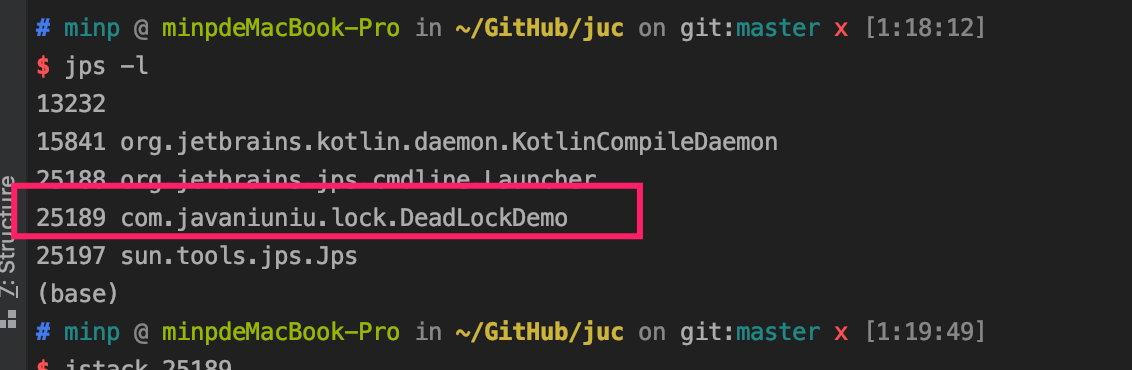 # minp @ minpdeMacBook-Pro in ~/GitHub/juc on git:master x [1:18:12]
$ jps -l
13232
15841 org.jetbrains.kotlin.daemon.KotlinCompileDaemon
25188 org.jetbrains.jps.cmdline.Launcher
25189 com.javaniuniu.lock.DeadLockDemo
25197 sun.tools.jps.Jps
(base)
# minp @ minpdeMacBook-Pro in ~/GitHub/juc on git:master x [1:19:49]
$ jstack 25189
7: Structure